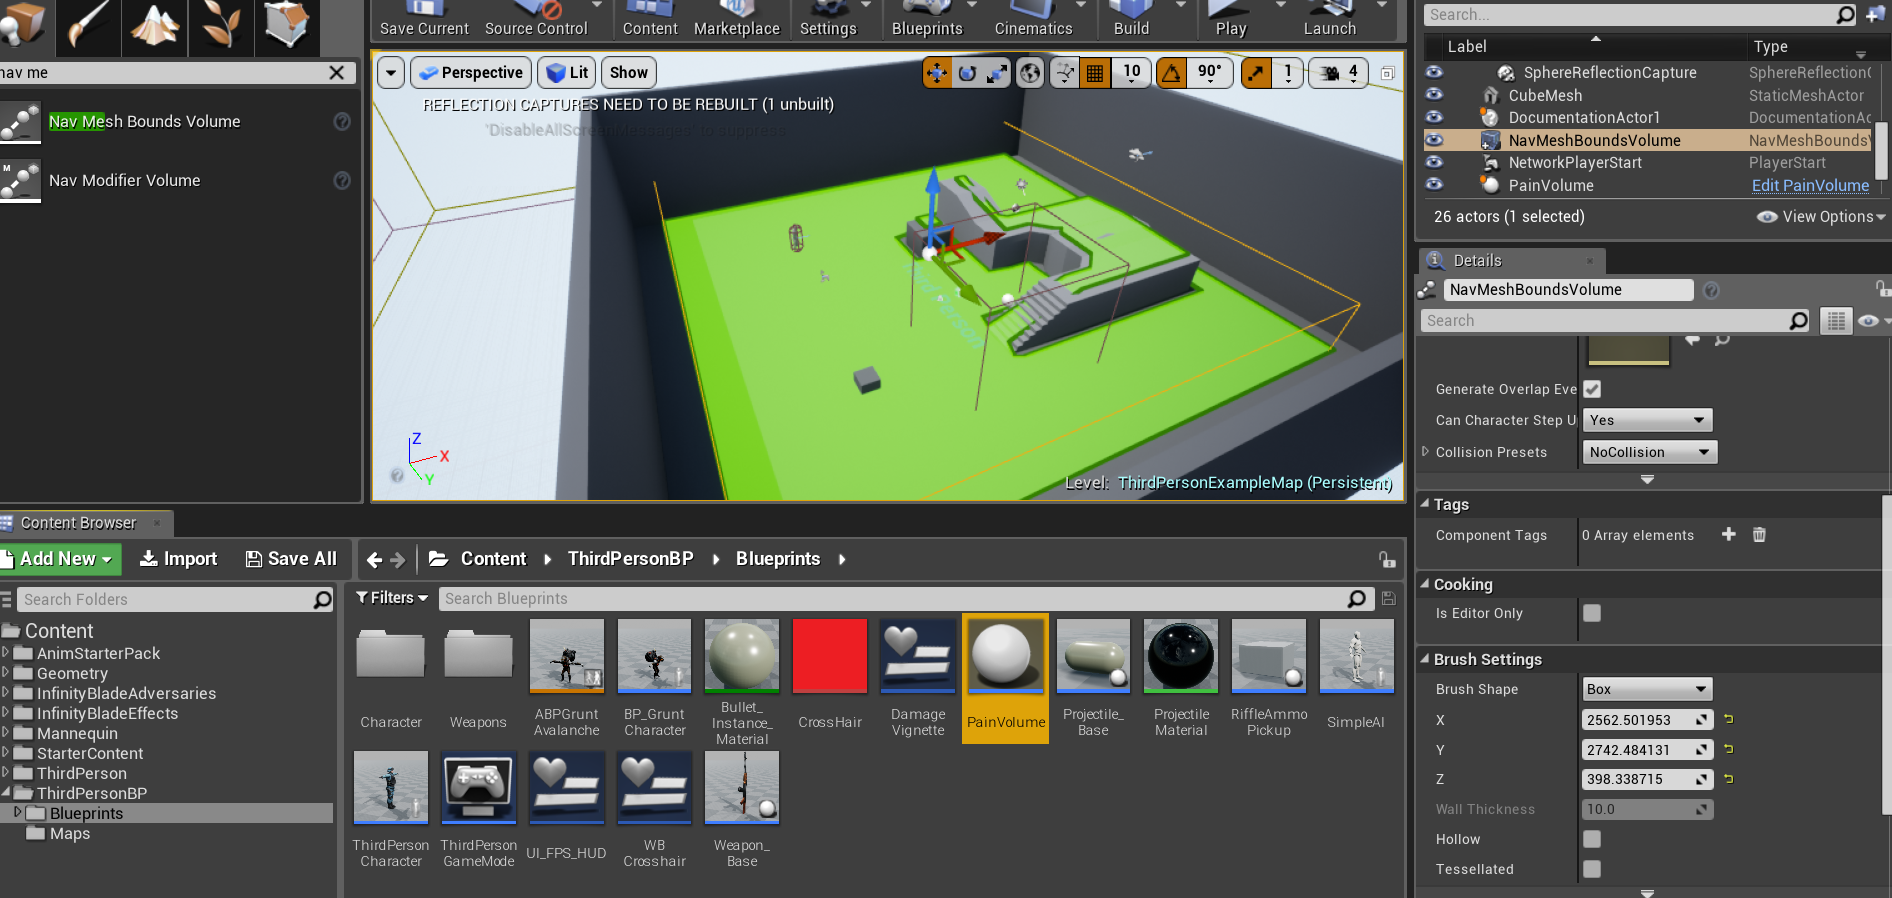 Save Current
Source Control
Content
Marketplace
Settings
Blueprints
Cinematics
Build
Play
Launch
nav me
Nav Mesh Bounds Volume
Nav Modifier Volume
Perspective
Lit
Show
10
90°
1
4
REFLECTION CAPTURES NEED TO BE REBUILT (1 unbuilt)
'DisableAllScreenMessages' to suppress
Z
X
Y
Level: ThirdPersonExampleMap (Persistent)
Search...
Label
Type
SphereReflectionCapture
SphereReflection
CubeMesh
StaticMeshActor
DocumentationActor1
DocumentationAc
NavMeshBoundsVolume
NavMeshBounds
NetworkPlayerStart
PlayerStart
PainVolume
Edit PainVolume
26 actors (1 selected)
View Options
Details
NavMeshBoundsVolume
Search
Generate Overlap Eve
Can Character Step U
Yes
Collision Presets
NoCollision
Tags
Component Tags
0 Array elements
Cooking
Is Editor Only
Brush Settings
Brush Shape
Box
X
2562.501953
Y
2742.484131
Z
398.338715
Wall Thickness
10.0
Hollow
Tessellated
Content Browser
Add New
Import
Save All
Content
ThirdPersonBP
Blueprints
Search Folders
Filters
Search Blueprints
Content
AnimStarterPack
Geometry
InfinityBladeAdversaries
InfinityBladeEffects
Mannequin
StarterContent
ThirdPerson
ThirdPersonBP
Blueprints
Maps
Character
Weapons
ABPGrunt
Avalanche
BP_Grunt
Character
Bullet_
Instance_
Material
CrossHair
Damage
Vignette
PainVolume
Projectile_
Base
Projectile
Material
RiffleAmmo
Pickup
SimpleAI
ThirdPerson
Character
ThirdPerson
GameMode
UI_FPS_HUD
WB
Crosshair
Weapon_
Base